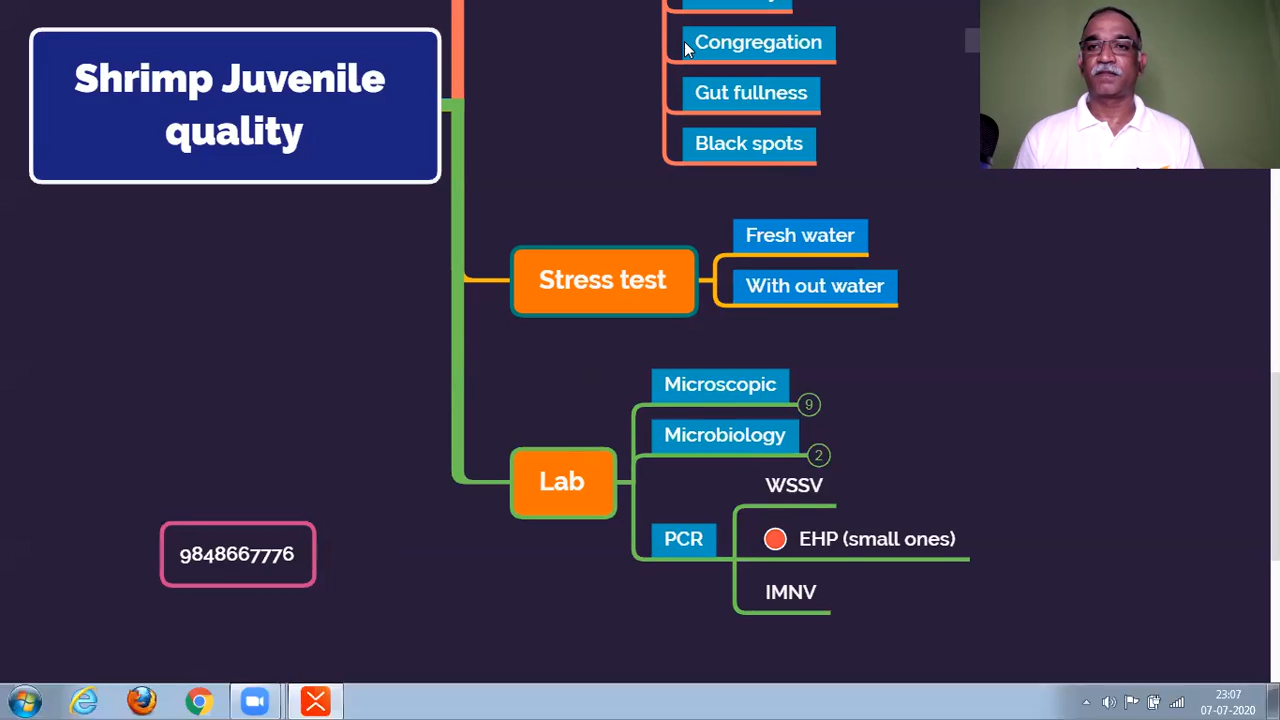 Shrimp Juvenile
quality
Congregation
Gut fullness
Black spots
Stress test
Fresh water
With out water
Lab
Microscopic
9
Microbiology
2
PCR
WSSV
EHP (small ones)
IMNV
9848667776
23:07
07-07-2020